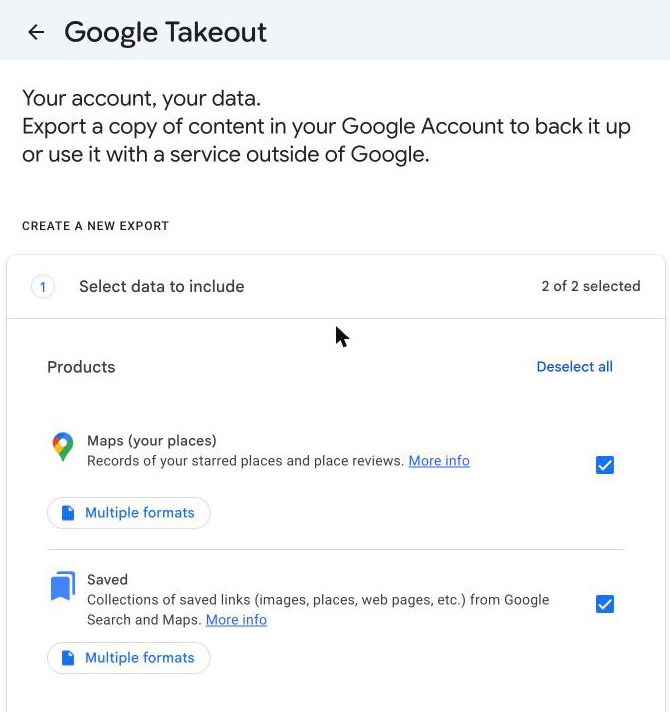 Google Takeout
Your account, your data.
Export a copy of content in your Google Account to back it up
or use it with a service outside of Google.
CREATE A NEW EXPORT
1 Select data to include 2 of 2 selected
Products Deselect all
Maps (your places)
Records of your starred places and place reviews. More info
Multiple formats
Saved
Collections of saved links (images, places, web pages, etc.) from Google
Search and Maps. More info
Multiple formats